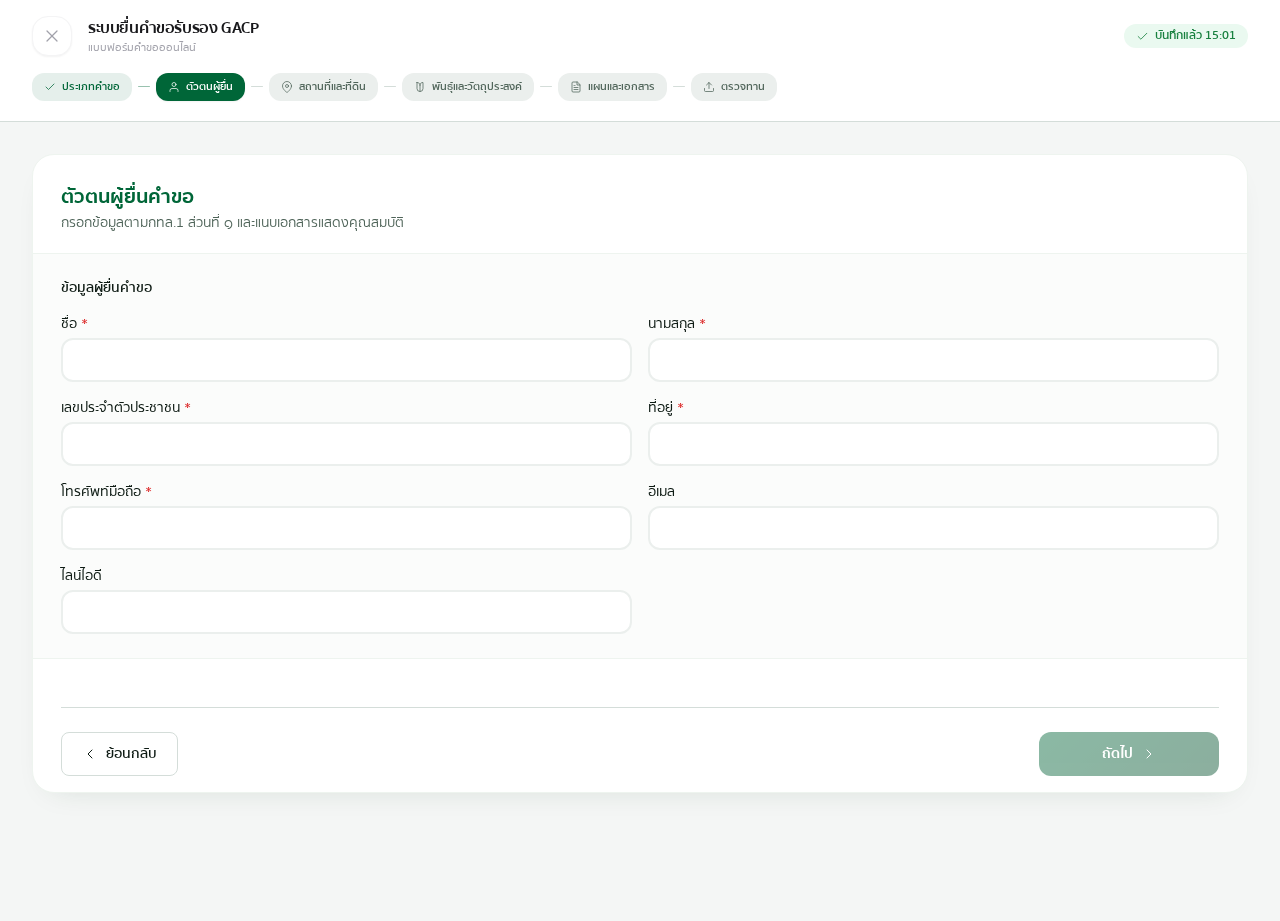 ระบบยื่นคำขอรับรอง GACP
แบบฟอร์มคำขอออนไลน์
บันทึกแล้ว 15:01
ประเภทคำขอ
ตัวตนผู้ยื่น
สถานที่และที่ดิน
พันธุ์และวัตถุประสงค์
แผนและเอกสาร
ตรวจทาน
ตัวตนผู้ยื่นคำขอ
กรอกข้อมูลตามกทล.1 ส่วนที่ ๑ และแนบเอกสารแสดงคุณสมบัติ
ข้อมูลผู้ยื่นคำขอ
ชื่อ *
นามสกุล *
เลขประจำตัวประชาชน *
ที่อยู่ *
โทรศัพท์มือถือ *
อีเมล
ไลน์ไอดี
ย้อนกลับ
ถัดไป